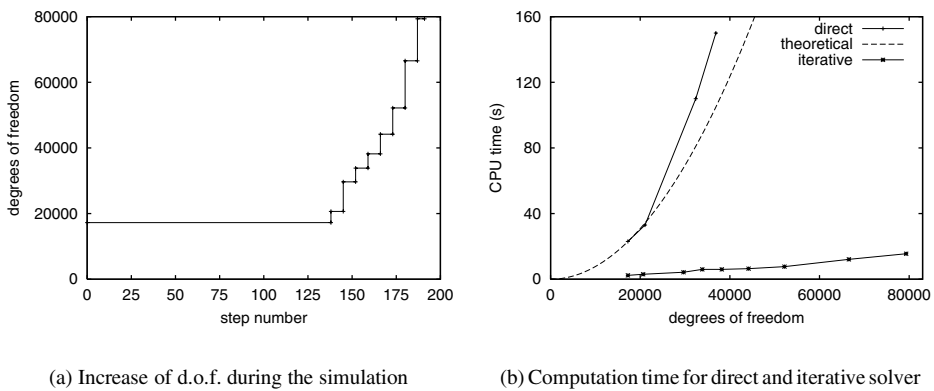 80000
60000
40000
20000
0
degrees of freedom
0 25 50 75 100 125 150 175 200
step number
(a) Increase of d.o.f. during the simulation
160
120
80
40
0
CPU time (s)
direct
theoretical
iterative
0 20000 40000 60000 80000
degrees of freedom
(b) Computation time for direct and iterative solver